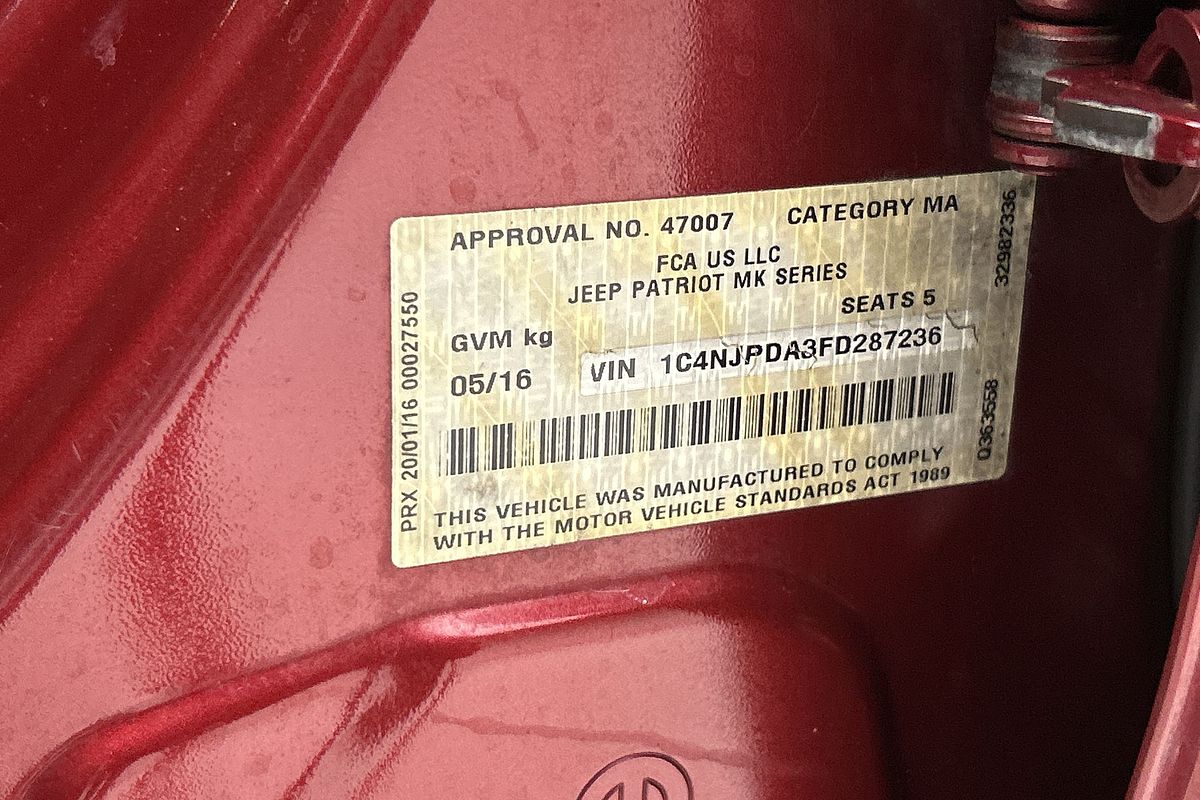 APPROVAL NO. 47007 CATEGORY MA
FCA US LLC
JEEP PATRIOT MK SERIES
SEATS 5
GVM kg
05/16
VIN 1C4NJPDA3FD287236
THIS VEHICLE WAS MANUFACTURED TO COMPLY
WITH THE MOTOR VEHICLE STANDARDS ACT 1989
PRX 20/01/16 00027550
32982336
Q363558